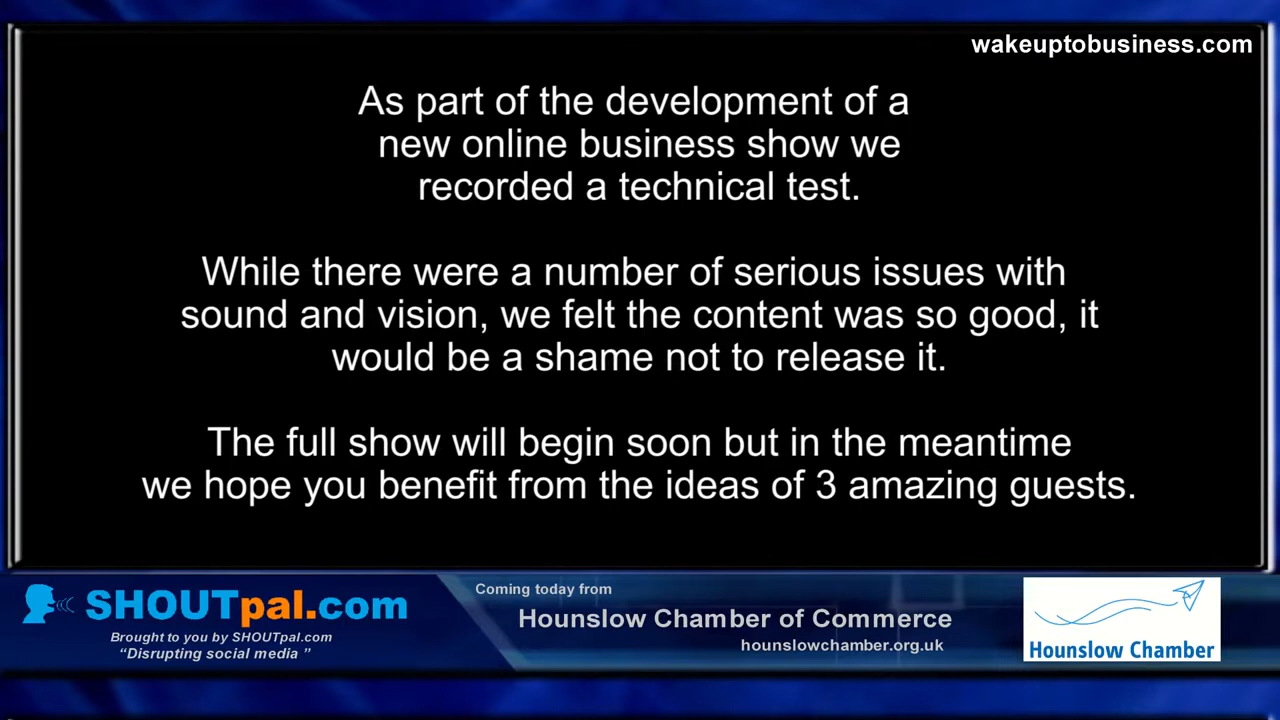 wakeuptobusiness.com
As part of the development of a
new online business show we
recorded a technical test.
While there were a number of serious issues with
sound and vision, we felt the content was so good, it
would be a shame not to release it.
The full show will begin soon but in the meantime
we hope you benefit from the ideas of 3 amazing guests.
SHOUTpal.com
Brought to you by SHOUTpal.com
“Disrupting social media ”
Coming today from
Hounslow Chamber of Commerce
hounslowchamber.org.uk
Hounslow Chamber